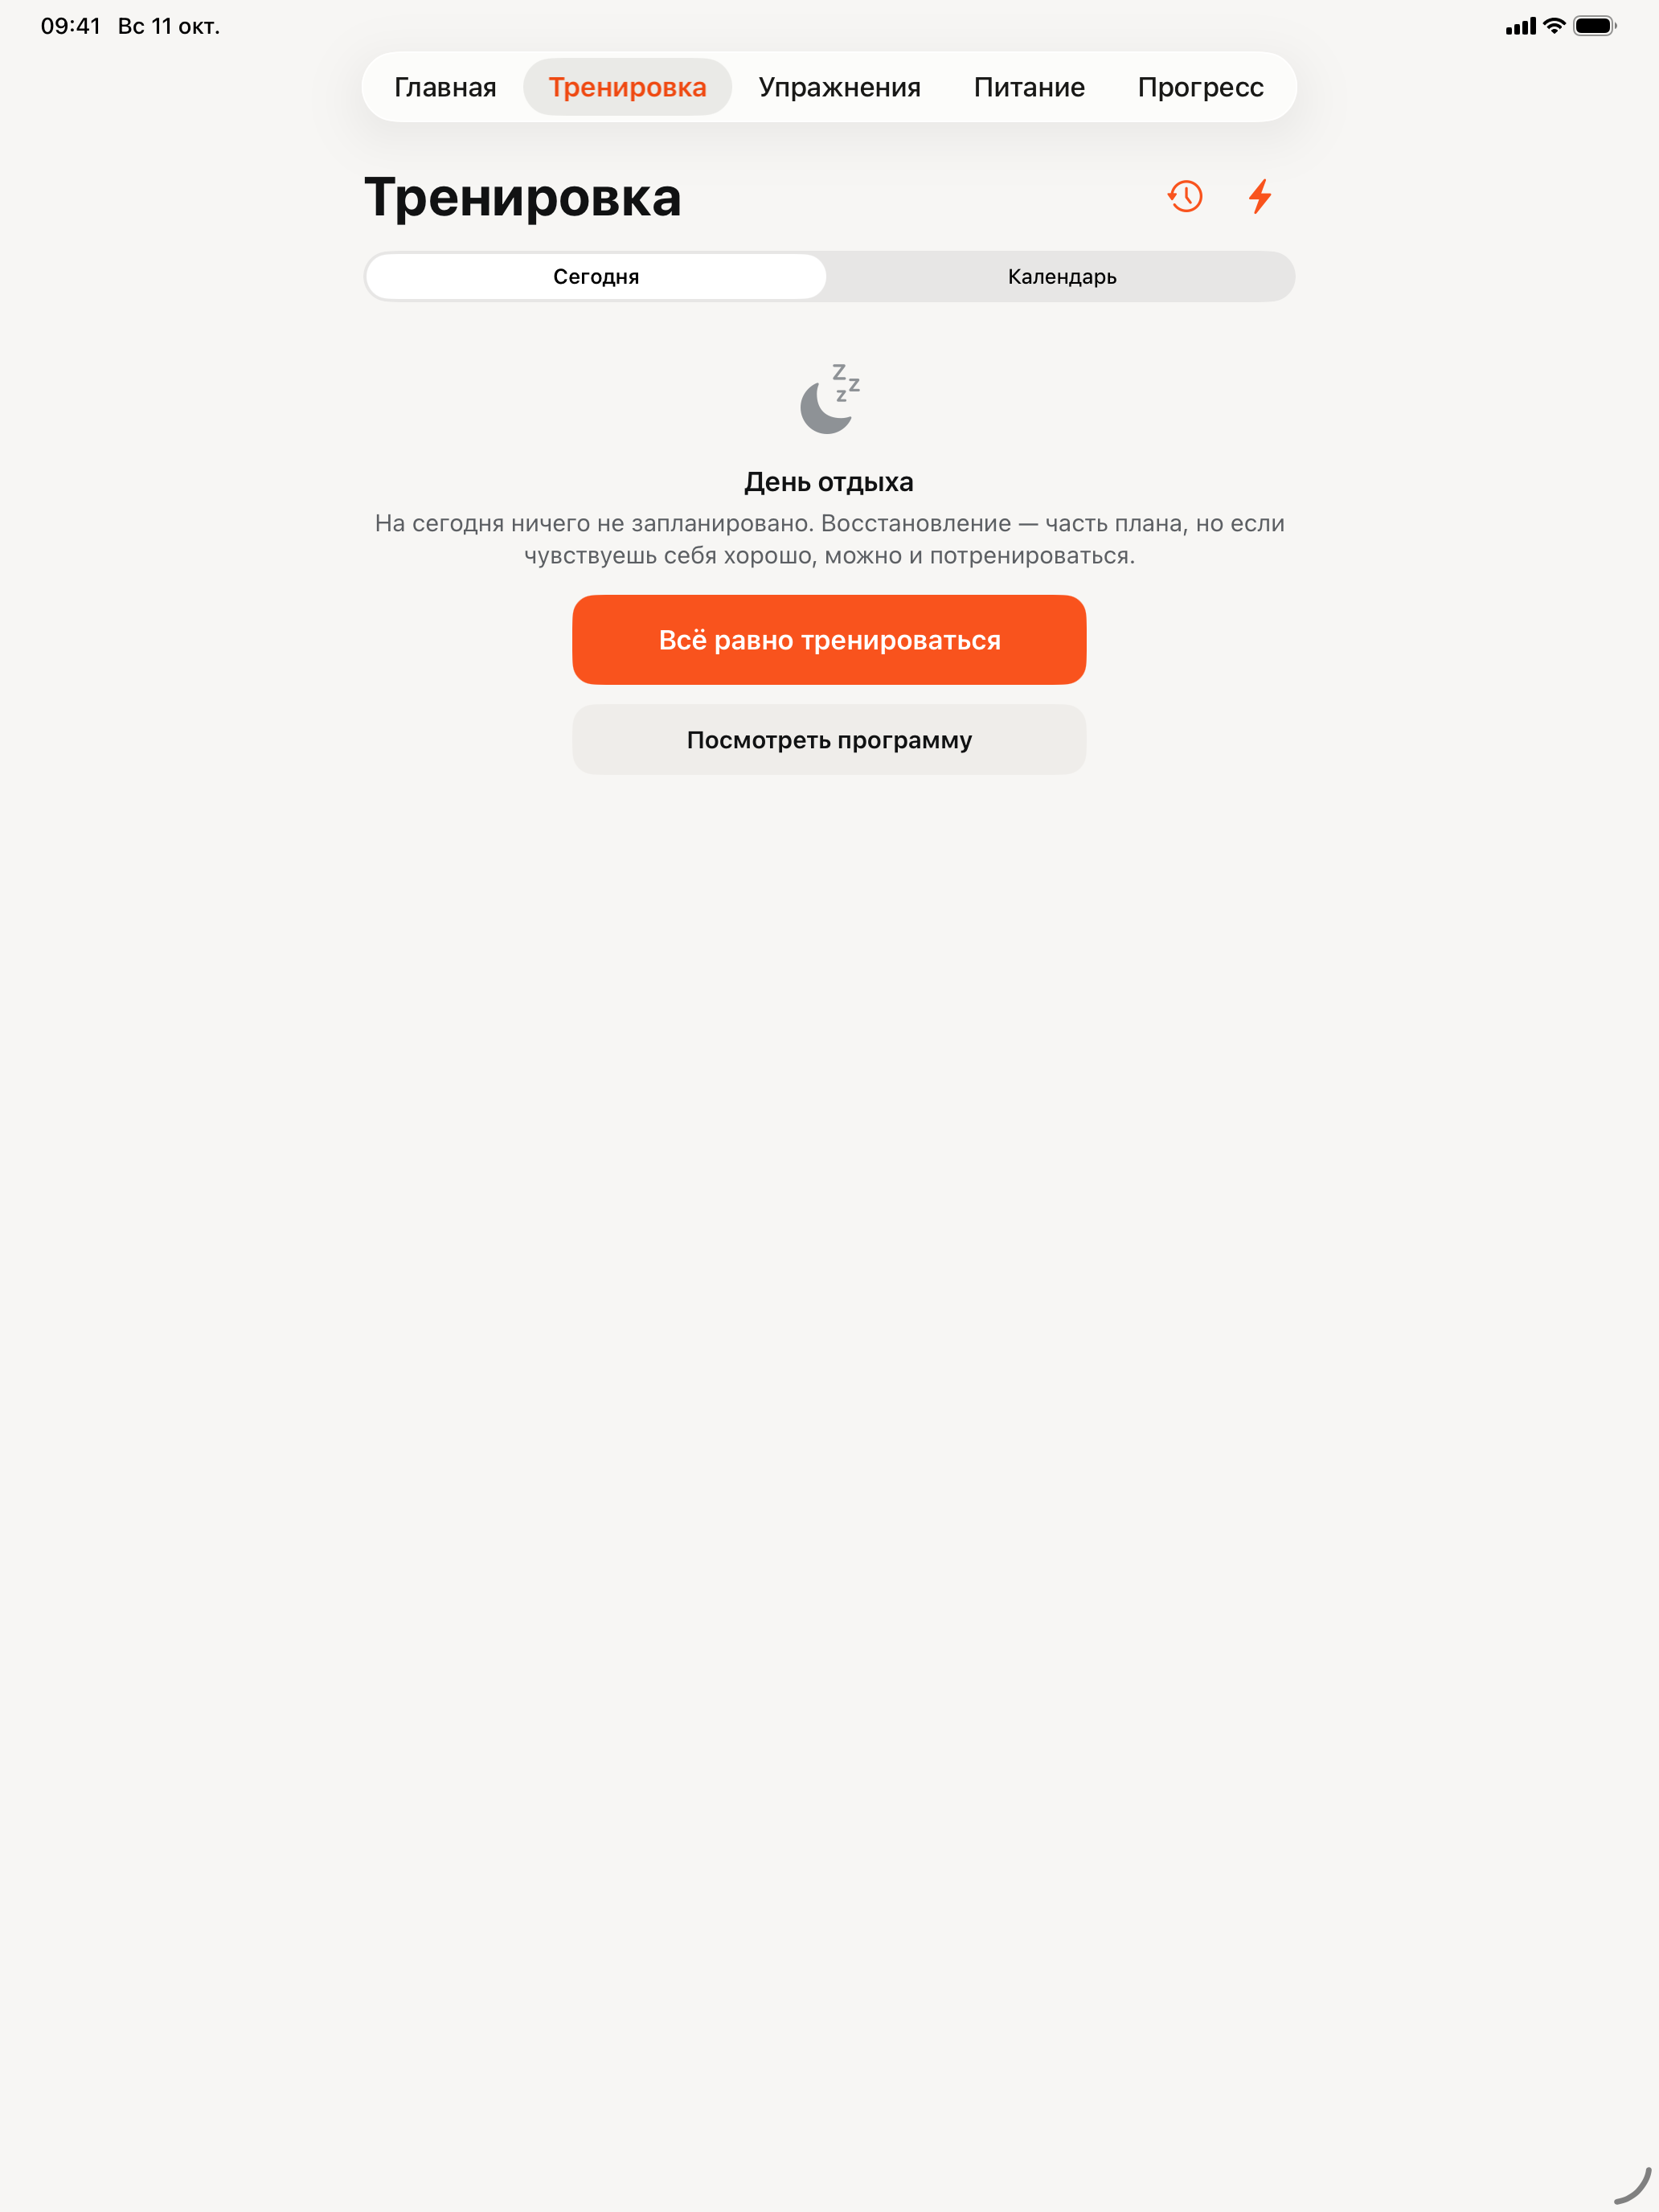 09:41 Вс 11 окт.
Главная Тренировка Упражнения Питание Прогресс
Тренировка
Сегодня Календарь
z z z
День отдыха
На сегодня ничего не запланировано. Восстановление — часть плана, но если
чувствуешь себя хорошо, можно и потренироваться.
Всё равно тренироваться
Посмотреть программу